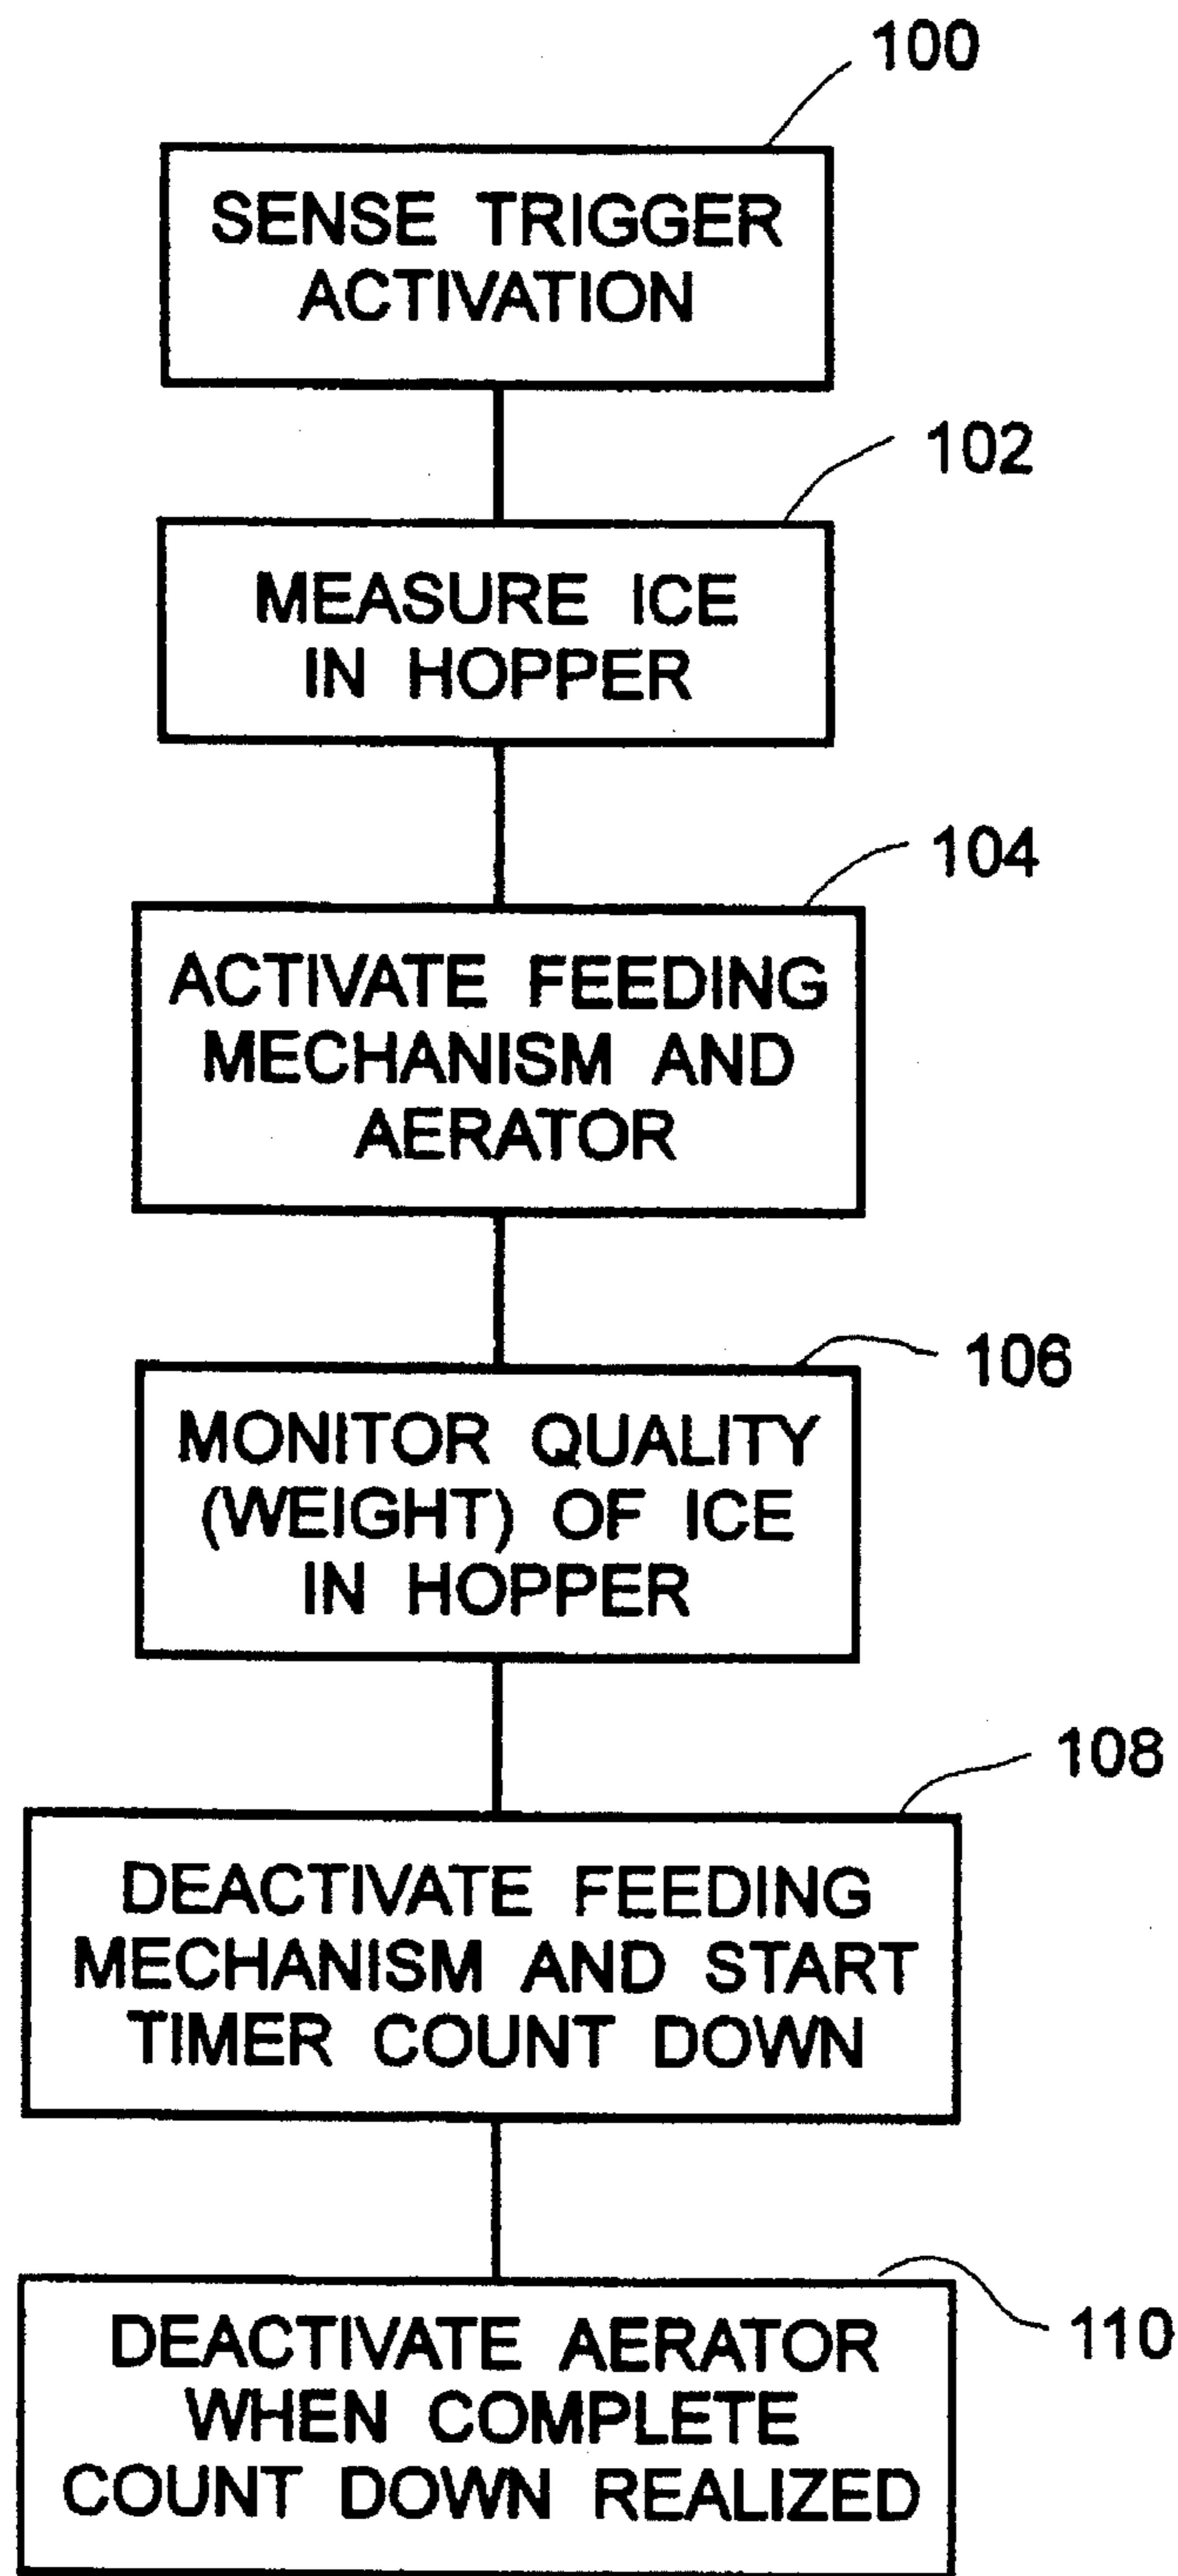 100
SENSE TRIGGER
ACTIVATION
102
MEASURE ICE
IN HOPPER
104
ACTIVATE FEEDING
MECHANISM AND
AERATOR
106
MONITOR QUALITY
(WEIGHT) OF ICE
IN HOPPER
108
DEACTIVATE FEEDING
MECHANISM AND START
TIMER COUNT DOWN
110
DEACTIVATE AERATOR
WHEN COMPLETE
COUNT DOWN REALIZED